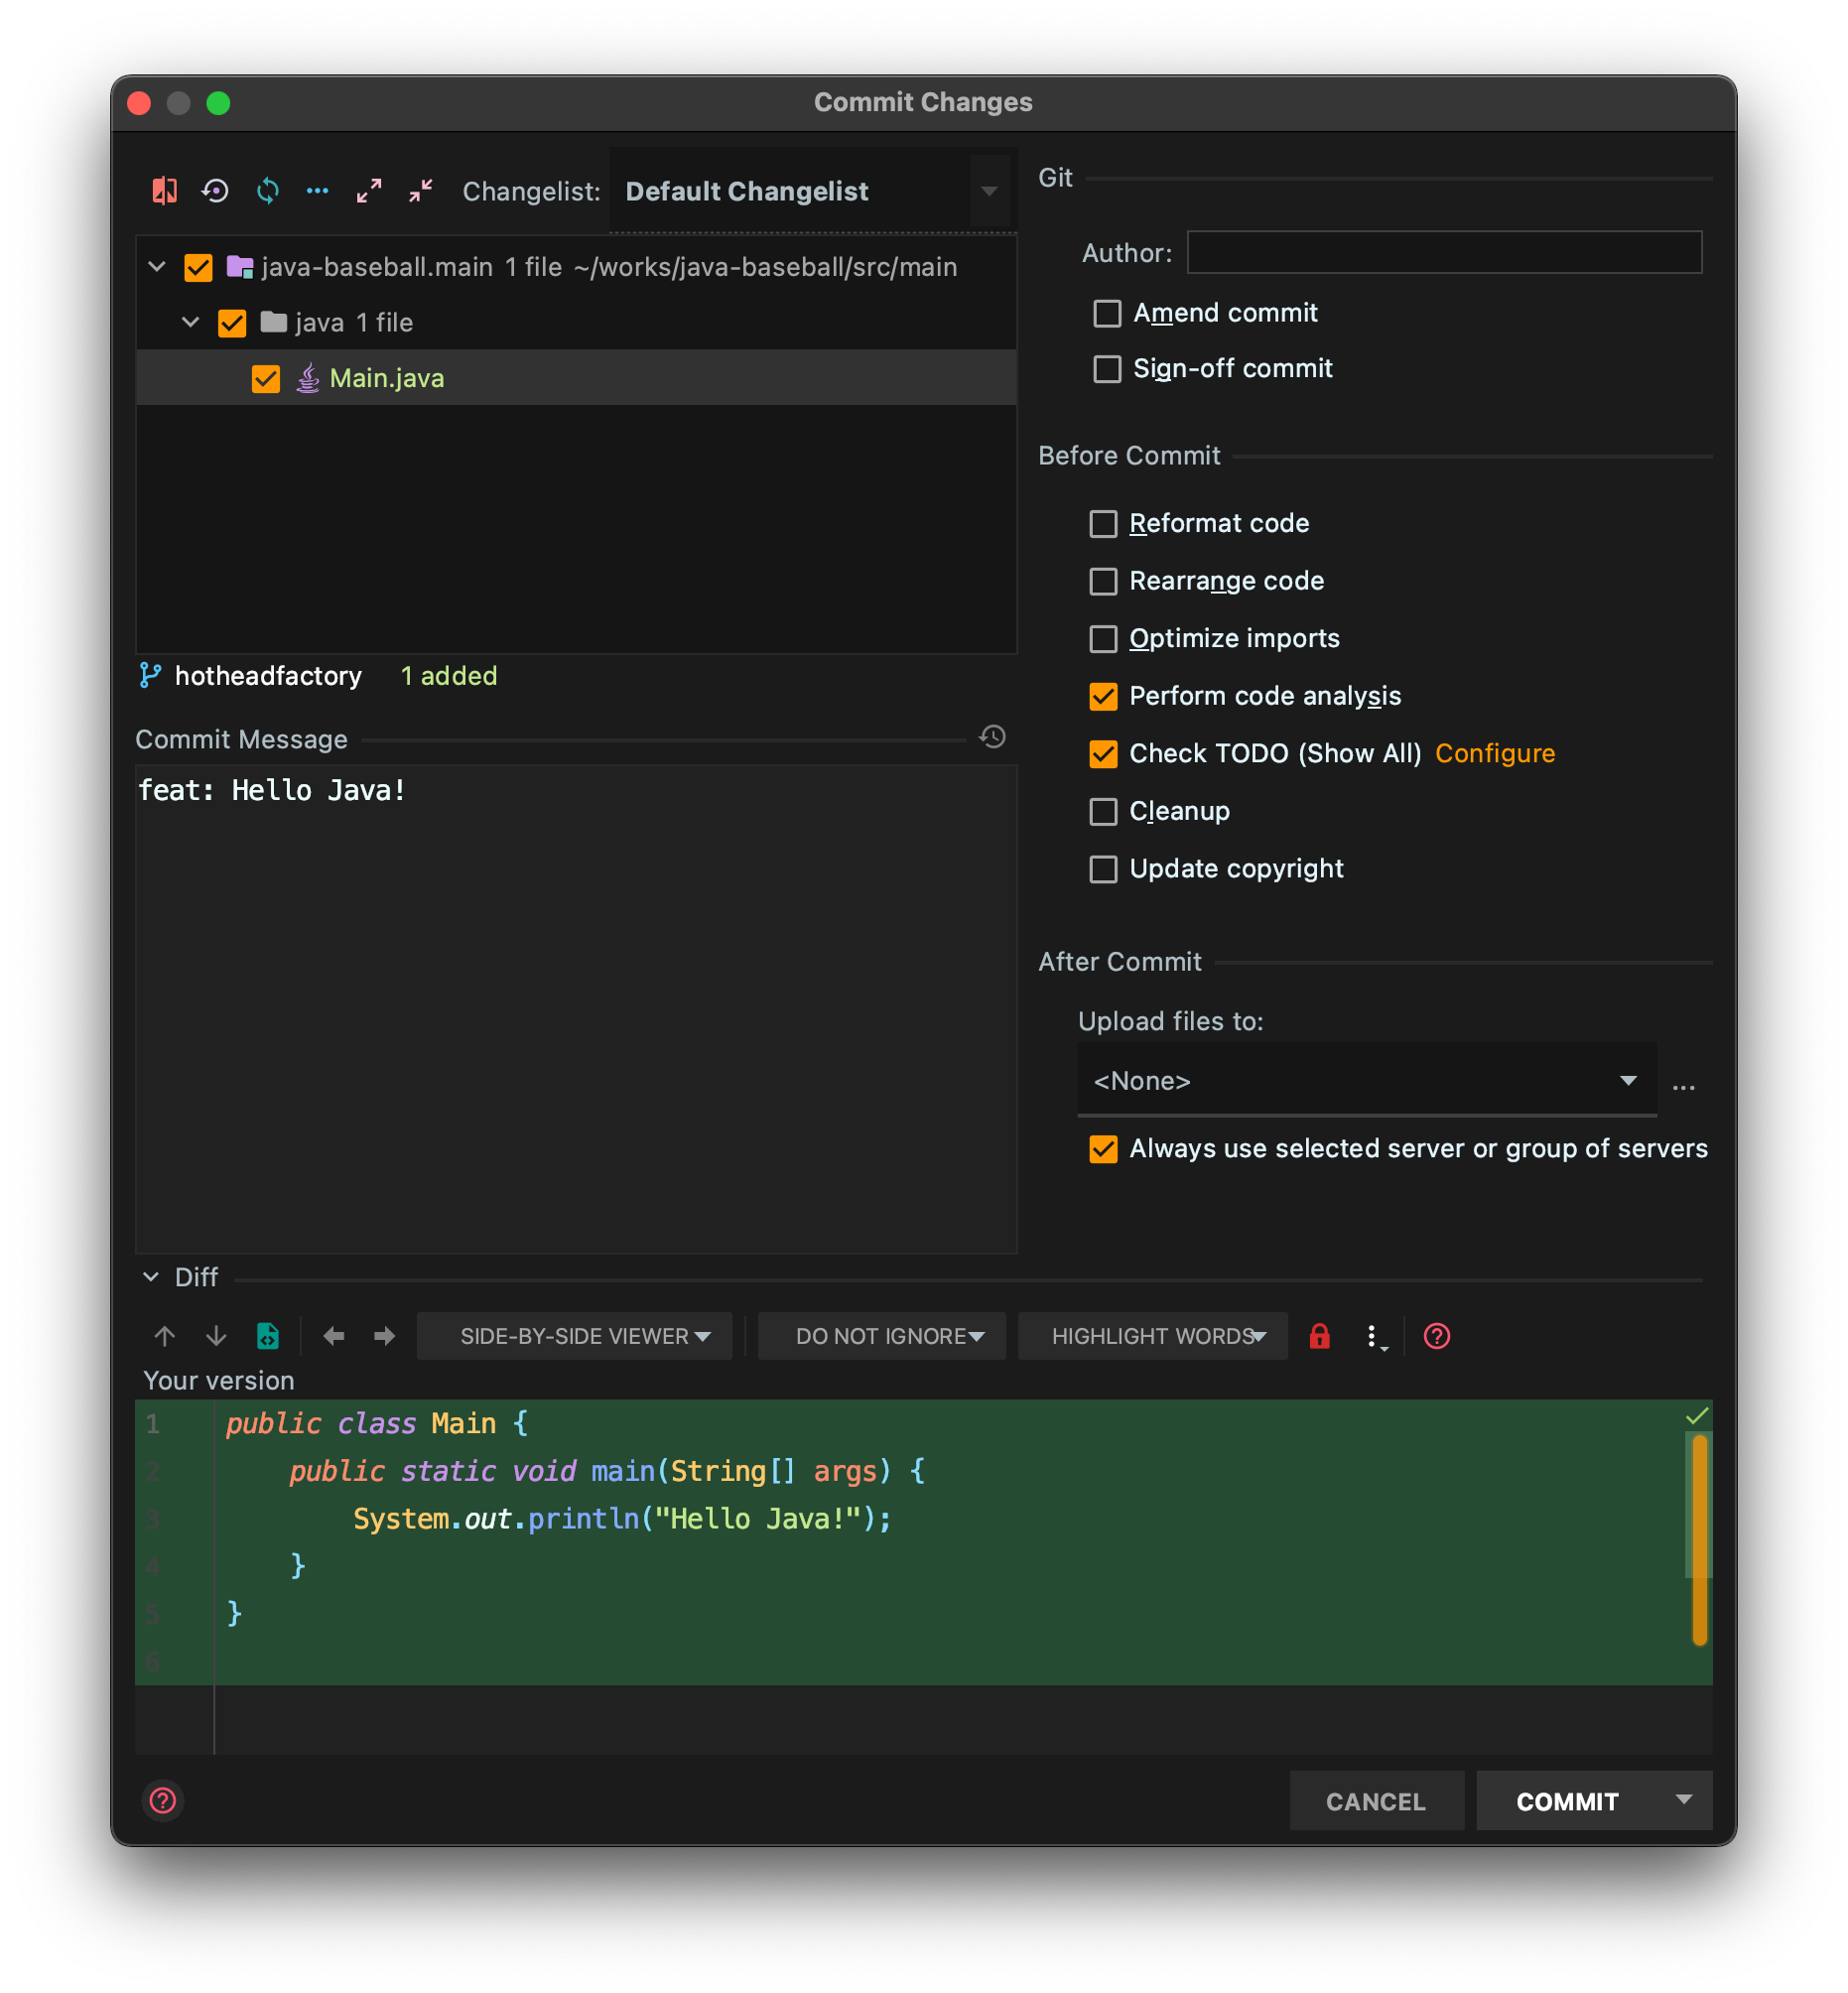 Commit Changes
Changelist: Default Changelist
java-baseball.main 1 file ~/works/java-baseball/src/main
java 1 file
Main.java
hotheadfactory 1 added
Commit Message
feat: Hello Java!
Git
Author:
Amend commit
Sign-off commit
Before Commit
Reformat code
Rearrange code
Optimize imports
Perform code analysis
Check TODO (Show All) Configure
Cleanup
Update copyright
After Commit
Upload files to:
<None> ...
Always use selected server or group of servers
Diff
SIDE-BY-SIDE VIEWER DO NOT IGNORE HIGHLIGHT WORDS
Your version
1 public class Main {
2 public static void main(String[] args) {
3 System.out.println("Hello Java!");
4 }
5 }
6
CANCEL COMMIT